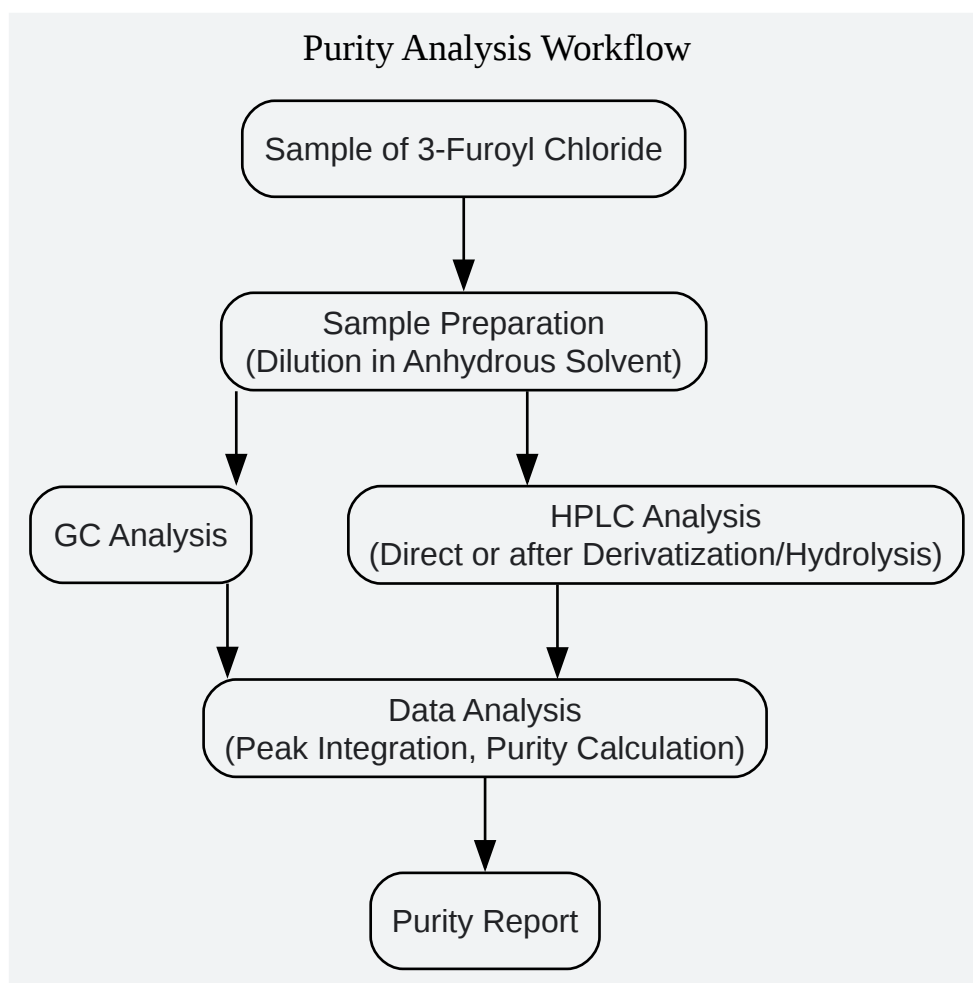 Purity Analysis Workflow
Sample of 3-Furoyl Chloride
Sample Preparation
(Dilution in Anhydrous Solvent)
GC Analysis
HPLC Analysis
(Direct or after Derivatization/Hydrolysis)
Data Analysis
(Peak Integration, Purity Calculation)
Purity Report